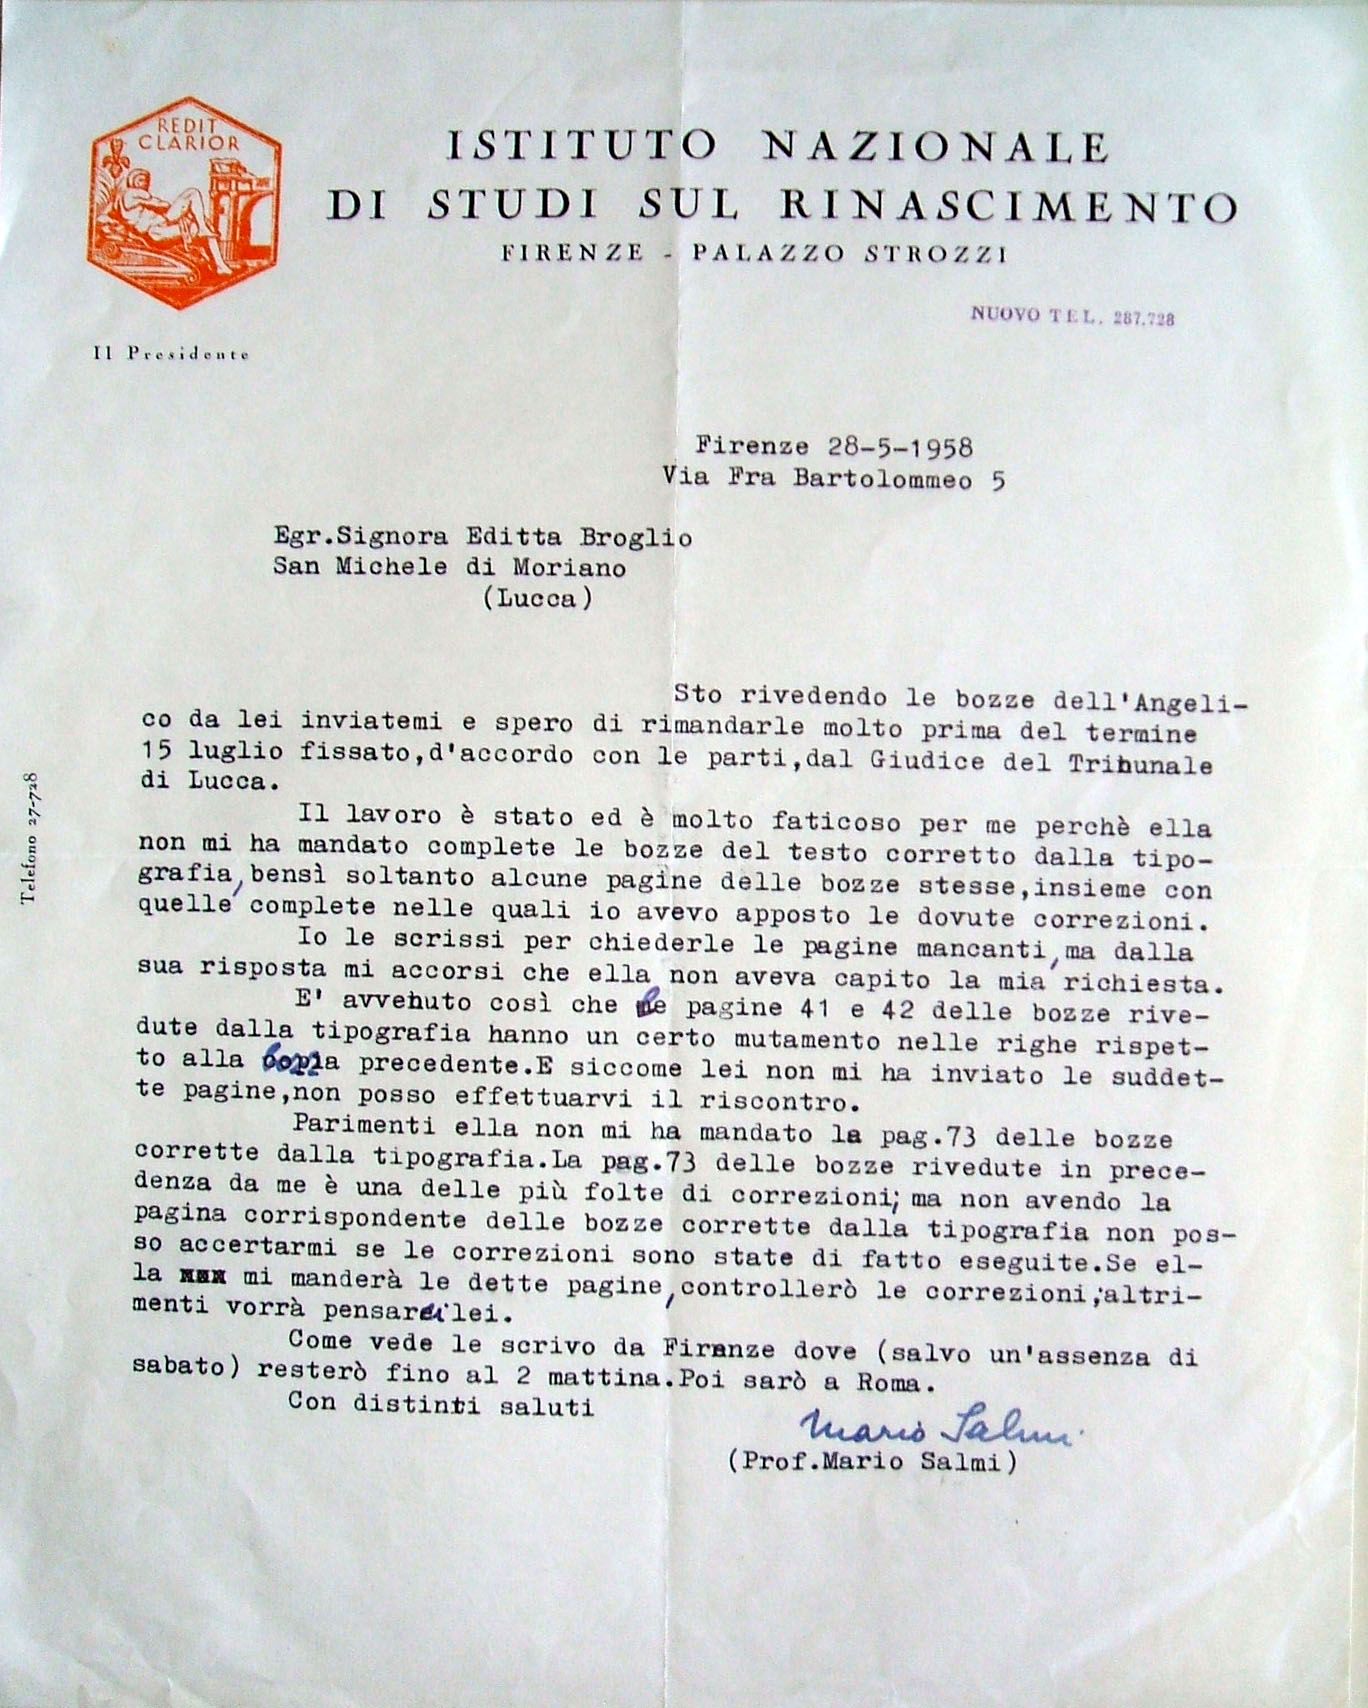 REDIT
CLARIOR
ISTITUTO NAZIONALE
DI STUDI SUL RINASCIMENTO
FIRENZE - PALAZZO STROZZI
NUOVO TEL. 287.728
Il Presidente
Firenze 28-5-1958
Via Fra Bartolommeo 5
Egr.Signora Editta Broglio
San Michele di Moriano
(Lucca)
Sto rivedendo le bozze dell'Angeli-
co da lei inviatemi e spero di rimandarle molto prima del termine
15 luglio fissato,d'accordo con le parti,dal Giudice del Tribunale
di Lucca.
Il lavoro è stato ed è molto faticoso per me perchè ella
non mi ha mandato complete le bozze del testo corretto dalla tipo-
grafia, bensì soltanto alcune pagine delle bozze stesse,insieme con
quelle complete nelle quali io avevo apposto le dovute correzioni.
Io le scrissi per chiederle le pagine mancanti,ma dalla
sua risposta mi accorsi che ella non aveva capito la mia richiesta.
E' avvenuto così che le pagine 41 e 42 delle bozze rive-
dute dalla tipografia hanno un certo mutamento nelle righe rispet-
to alla bozza precedente.E siccome lei non mi ha inviato le suddet-
te pagine,non posso effettuarvi il riscontro.
Parimenti ella non mi ha mandato la pag.73 delle bozze
corrette dalla tipografia.La pag.73 delle bozze rivedute in prece-
denza da me è una delle più folte di correzioni; ma non avendo la
pagina corrispondente delle bozze corrette dalla tipografia non pos-
so accertarmi se le correzioni sono state di fatto eseguite.Se el-
la xxx mi manderà le dette pagine,controllerò le correzioni;altri-
menti vorrà pensarci lei.
Come vede le scrivo da Firenze dove (salvo un'assenza di
sabato) resterò fino al 2 mattina.Poi sarò a Roma.
Con distinti saluti
Mario Salmi
(Prof.Mario Salmi)
Telefono 27-728